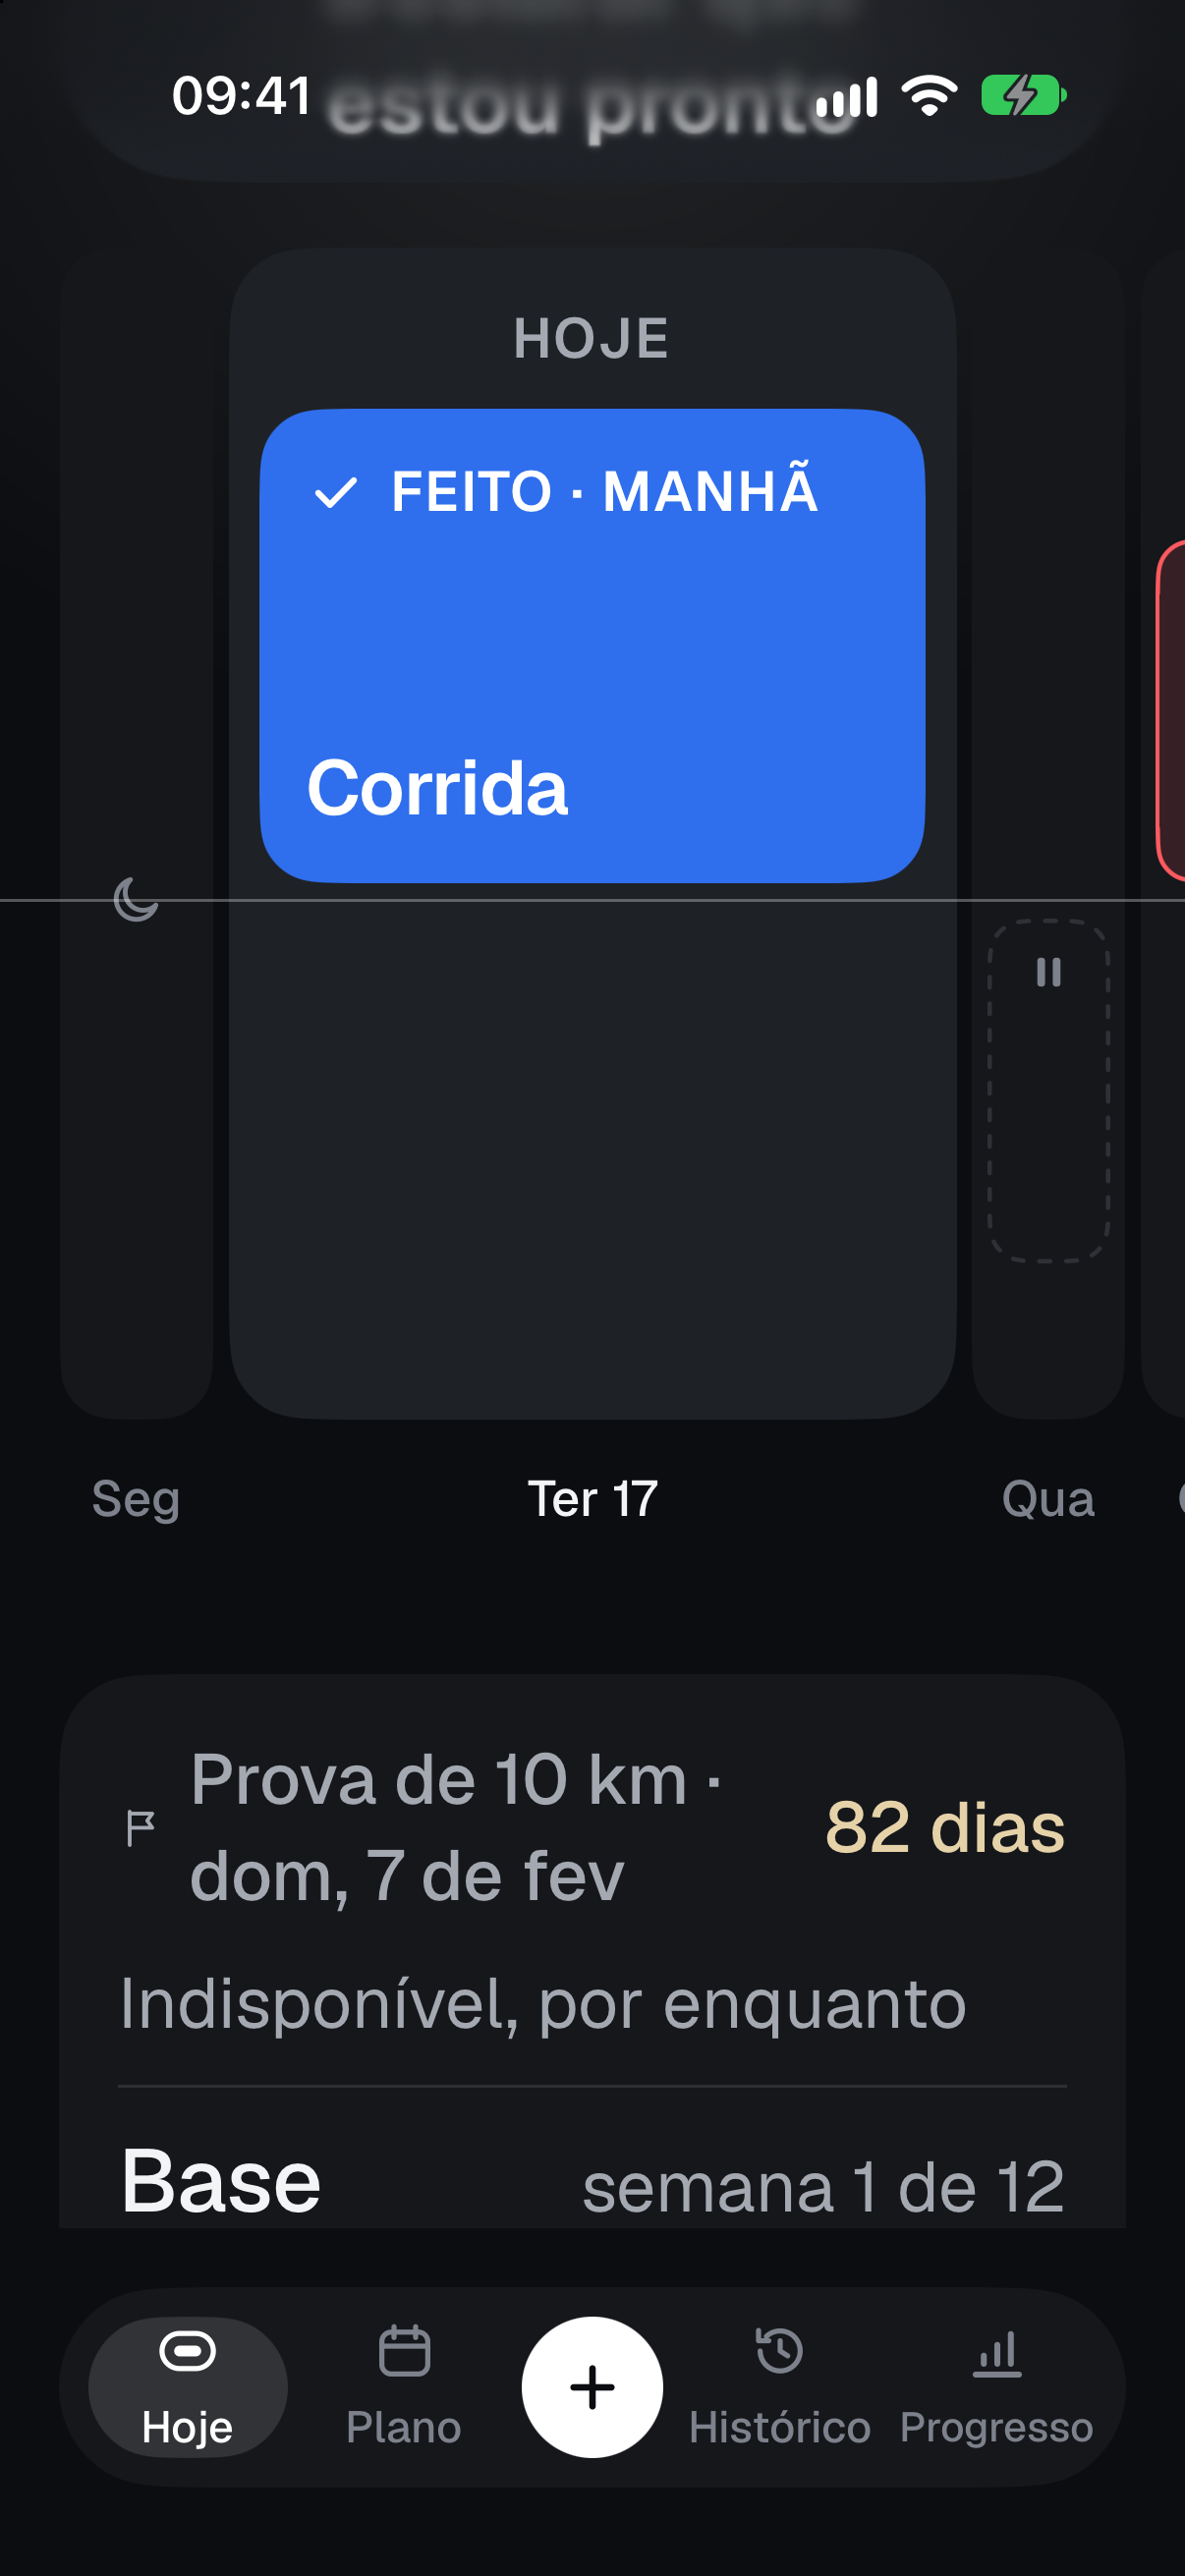 09:41
estou pronto
HOJE
FEITO · MANHÃ
Corrida
Seg
Ter 17
Qua
Prova de 10 km ·
dom, 7 de fev
82 dias
Indisponível, por enquanto
Base
semana 1 de 12
Hoje
Plano
Histórico
Progresso